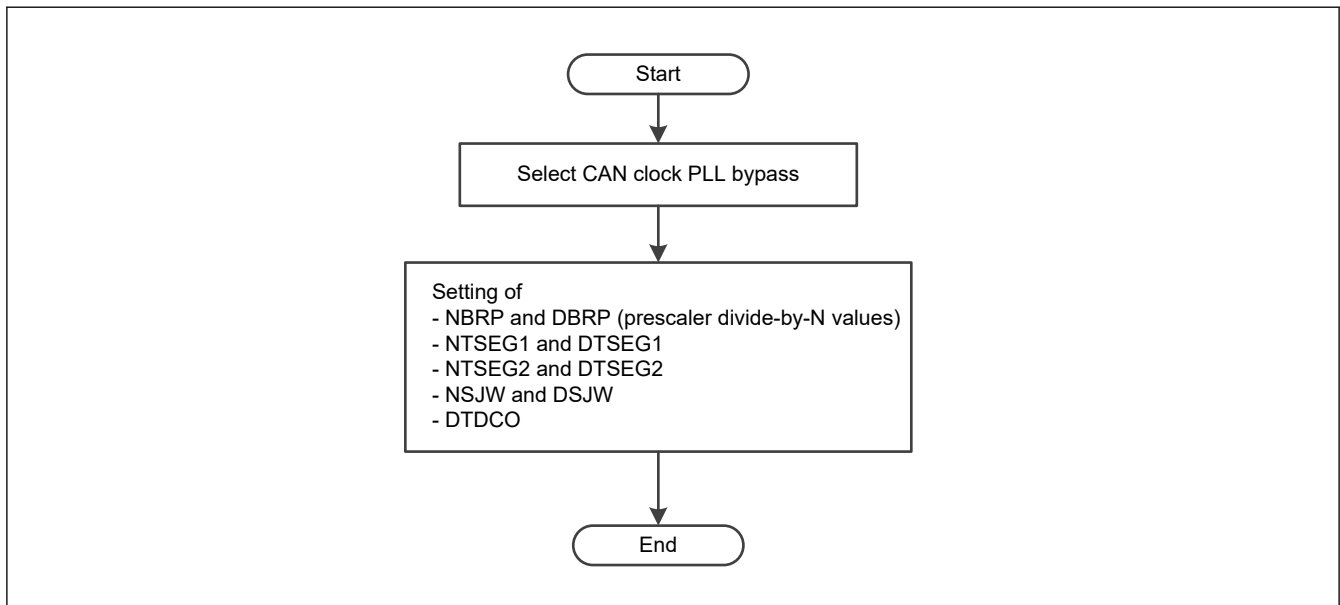 Start
Select CAN clock PLL bypass
Setting of
- NBRP and DBRP (prescaler divide-by-N values)
- NTSEG1 and DTSEG1
- NTSEG2 and DTSEG2
- NSJW and DSJW
- DTDCO
End